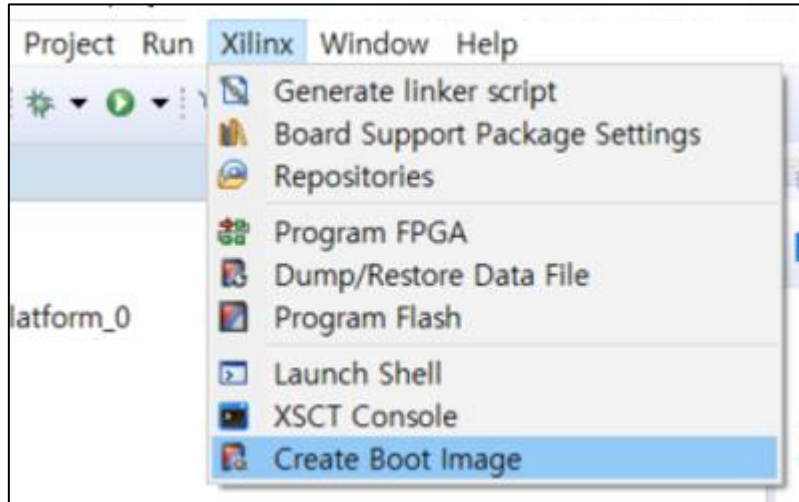 Project Run Xilinx Window Help
Generate linker script
Board Support Package Settings
Repositories
Program FPGA
Dump/Restore Data File
Program Flash
latform_0
Launch Shell
XSCT Console
Create Boot Image